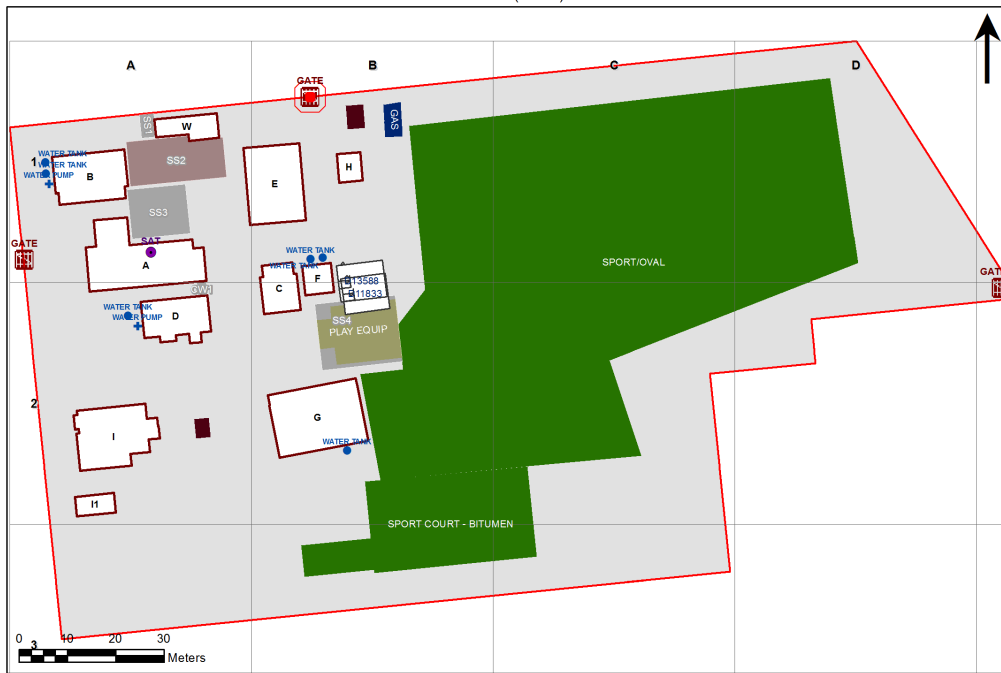 A
B
C
D
GATE
GAS
SS1
W
1
WATER TANK
WATER TANK
WATER PUMP
B
SS2
E
H
SS3
GATE
SAT
A
WATER TANK
WATER TANK
SPORT/OVAL
GATE
F
13588
11833
C
CW1
WATER TANK
WATER PUMP
D
SS4
PLAY EQUIP
2
G
WATER TANK
I
I1
SPORT COURT - BITUMEN
3
0 10 20 30
Meters